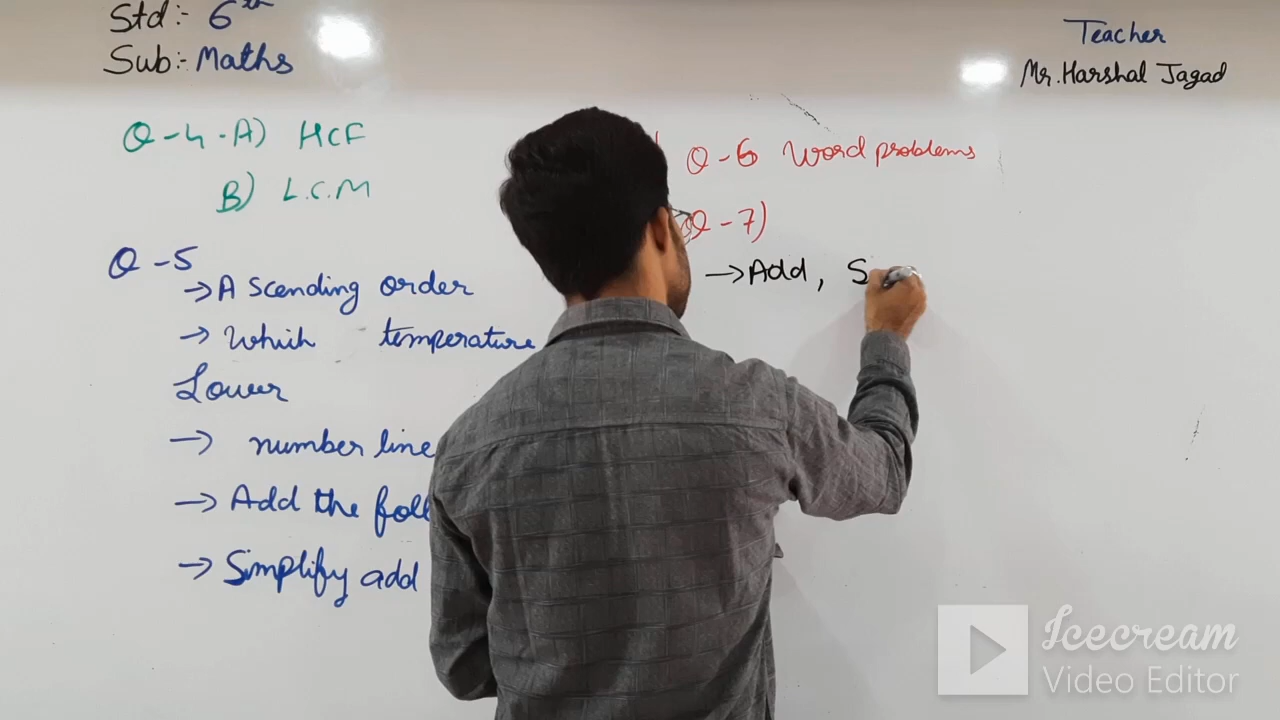 Std:- 6th
Sub:- Maths
Teacher
Mr. Harshal Jagad
Q-4-A) HCF
B) L.C.M
Q-5
→ Ascending order
→ Which temperature
Lower
→ number line
→ Add the foll
→ Simplify add
Q-6 Word problems
Q-7)
→ Add, S
Icecream
Video Editor